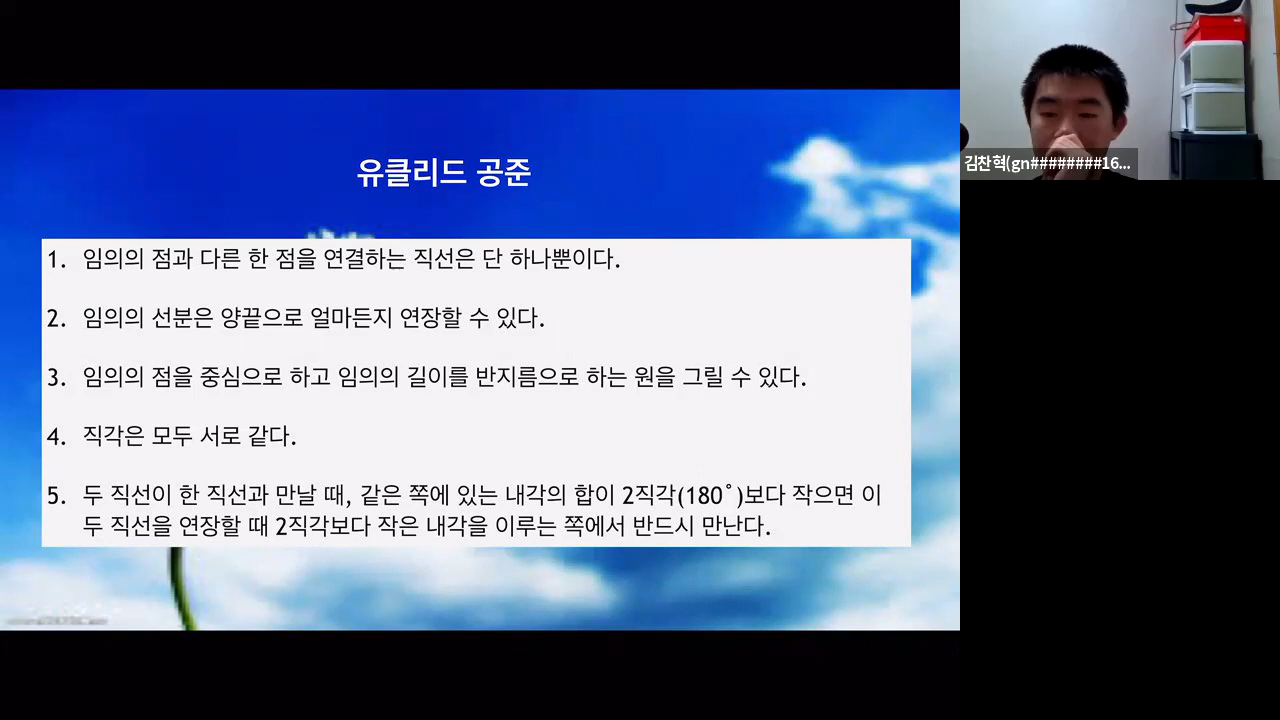 유클리드 공준
1. 임의의 점과 다른 한 점을 연결하는 직선은 단 하나뿐이다.
2. 임의의 선분은 양끝으로 얼마든지 연장할 수 있다.
3. 임의의 점을 중심으로 하고 임의의 길이를 반지름으로 하는 원을 그릴 수 있다.
4. 직각은 모두 서로 같다.
5. 두 직선이 한 직선과 만날 때, 같은 쪽에 있는 내각의 합이 2직각(180˚)보다 작으면 이
두 직선을 연장할 때 2직각보다 작은 내각을 이루는 쪽에서 반드시 만난다.
김찬혁(gn########16...